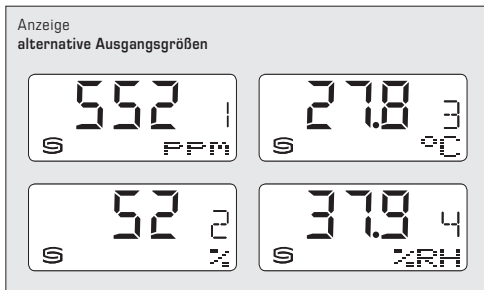 Anzeige
alternative Ausgangsgrößen
552 1
ppm
27.8 3
°C
52 2
%
37.9 4
%RH